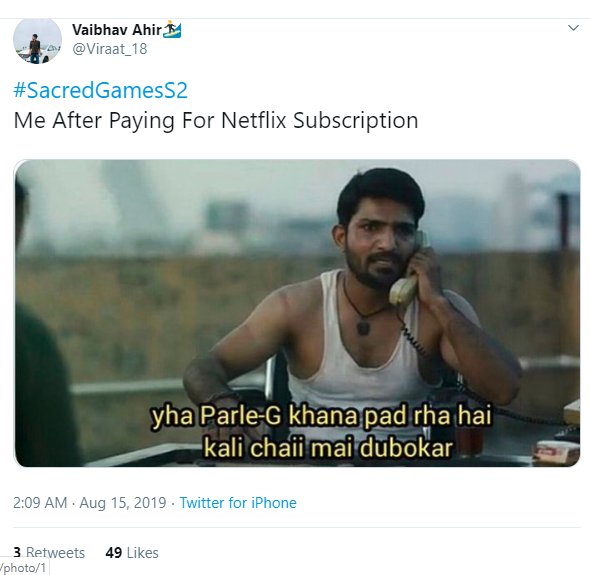 Vaibhav Ahir🏄
@Viraat_18
#SacredGamesS2
Me After Paying For Netflix Subscription
yha Parle-G khana pad rha hai
kali chaii mai dubokar
2:09 AM · Aug 15, 2019 · Twitter for iPhone
3 Retweets 49 Likes
/photo/1